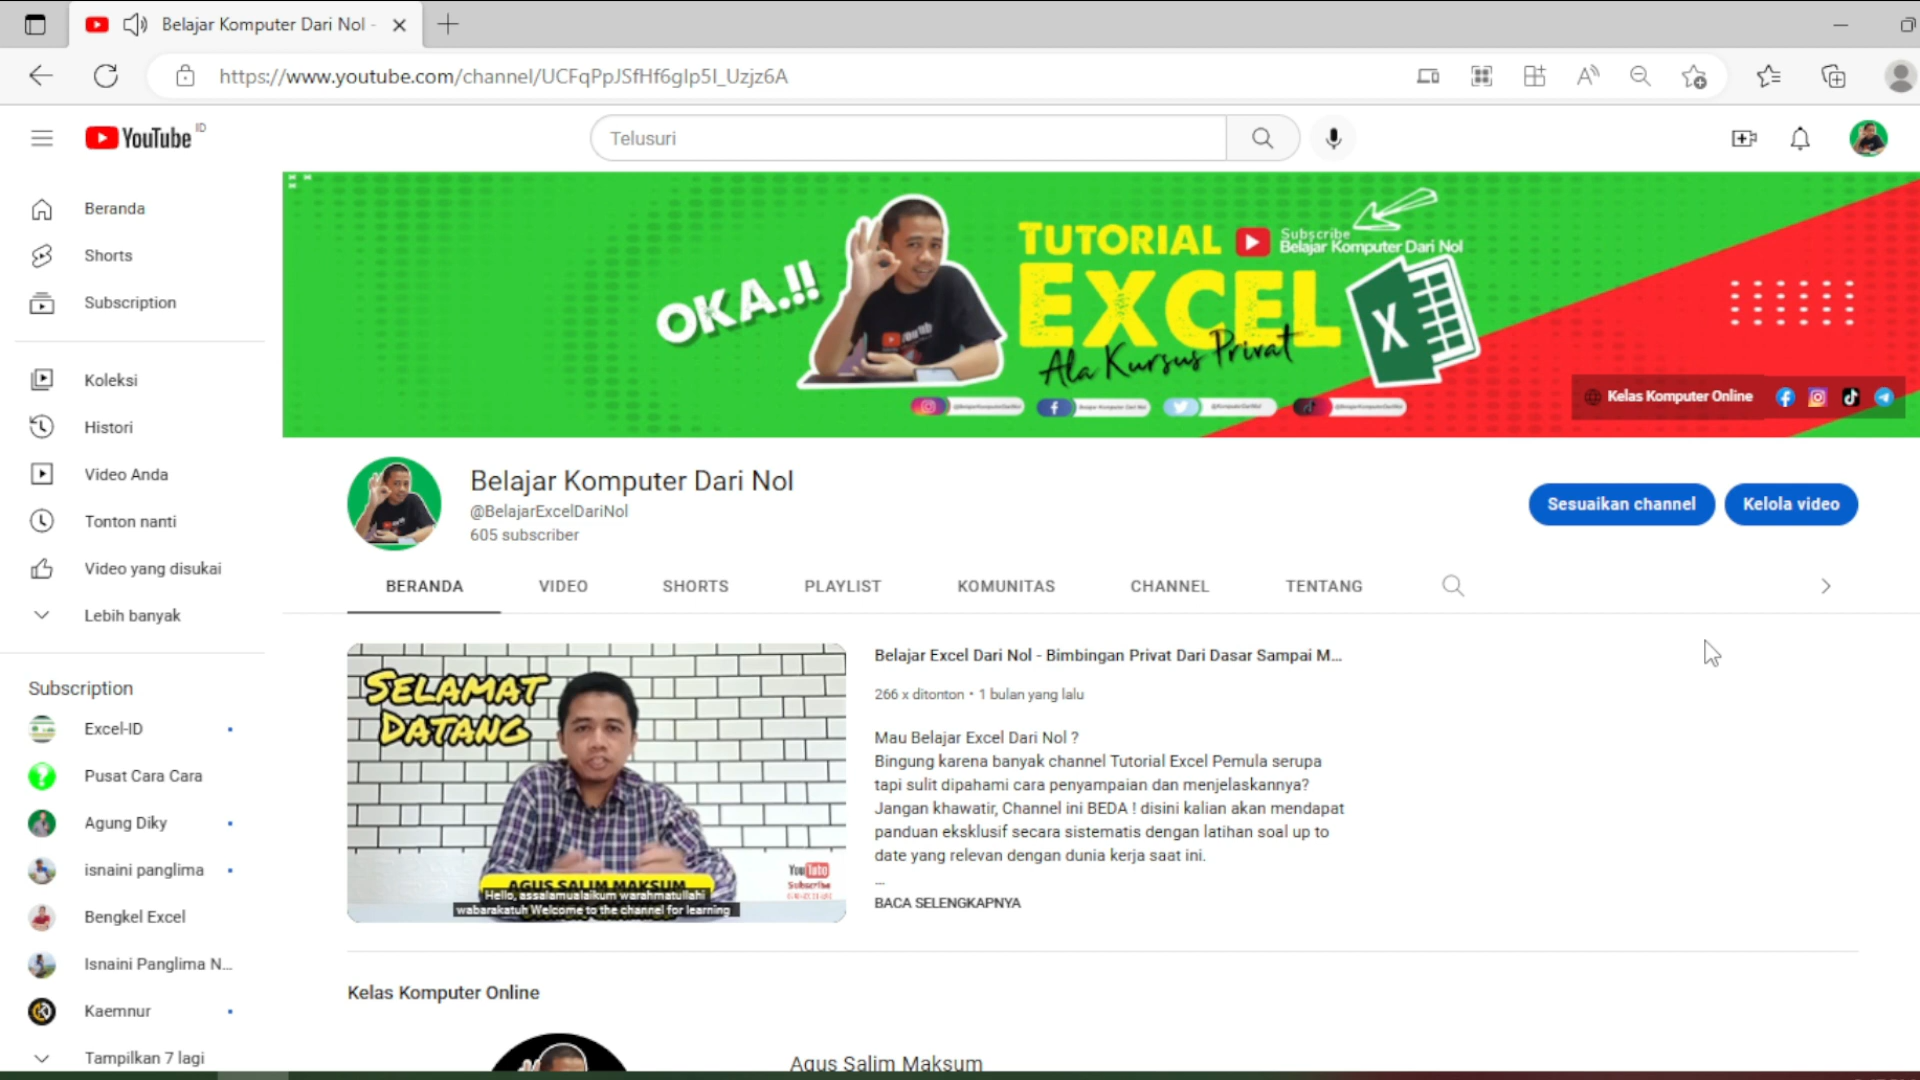 Belajar Komputer Dari Nol -
https://www.youtube.com/channel/UCFqPpJSfHf6glp5I_Uzjz6A
YouTube ID
Telusuri
Beranda
Shorts
Subscription
Koleksi
Histori
Video Anda
Tonton nanti
Video yang disukai
Lebih banyak
Subscription
Excel-ID
Pusat Cara Cara
Agung Diky
isnaini panglima
Bengkel Excel
Isnaini Panglima N...
Kaemnur
Tampilkan 7 lagi
OKA.!!
TUTORIAL
EXCEL
Ala Kursus Privat
Subscribe
Belajar Komputer Dari Nol
X
Kelas Komputer Online
Belajar Komputer Dari Nol
@BelajarExcelDariNol
605 subscriber
Sesuaikan channel
Kelola video
BERANDA
VIDEO
SHORTS
PLAYLIST
KOMUNITAS
CHANNEL
TENTANG
SELAMAT
DATANG
AGUS SALIM MAKSUM
Hello, assalamualaikum warahmatullahi
wabarakatuh Welcome to the channel for learning
YouTube
Subscribe
Belajar Excel Dari Nol - Bimbingan Privat Dari Dasar Sampai M...
266 x ditonton • 1 bulan yang lalu
Mau Belajar Excel Dari Nol ?
Bingung karena banyak channel Tutorial Excel Pemula serupa
tapi sulit dipahami cara penyampaian dan menjelaskannya?
Jangan khawatir, Channel ini BEDA ! disini kalian akan mendapat
panduan eksklusif secara sistematis dengan latihan soal up to
date yang relevan dengan dunia kerja saat ini.
...
BACA SELENGKAPNYA
Kelas Komputer Online
Agus Salim Maksum